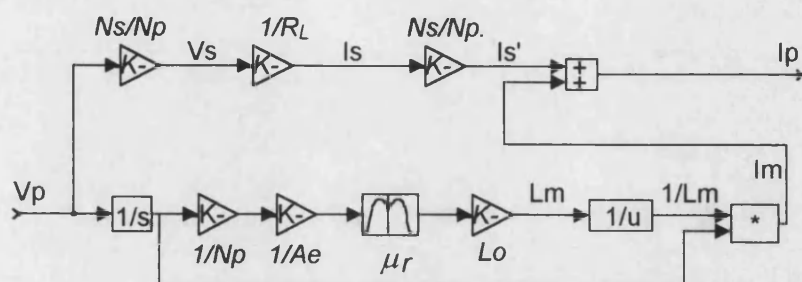 Ns/Np 1/RL Ns/Np.
K- Vs K- Is K- Is' + + Ip
Im
Vp 1/s K- K- K- Lm 1/u 1/Lm *
1/Np 1/Ae μr Lo